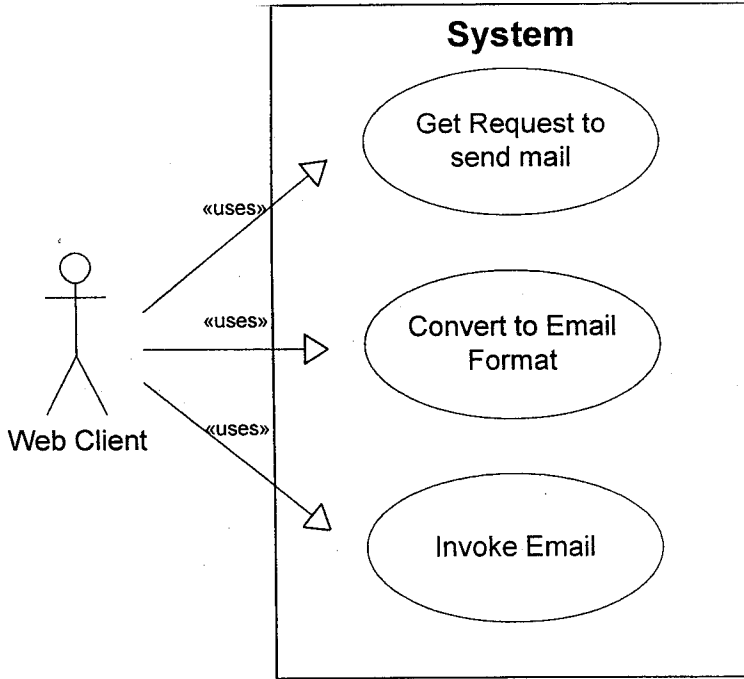 System
Get Request to
send mail
«uses»
«uses»
Convert to Email
Format
«uses»
Web Client
Invoke Email